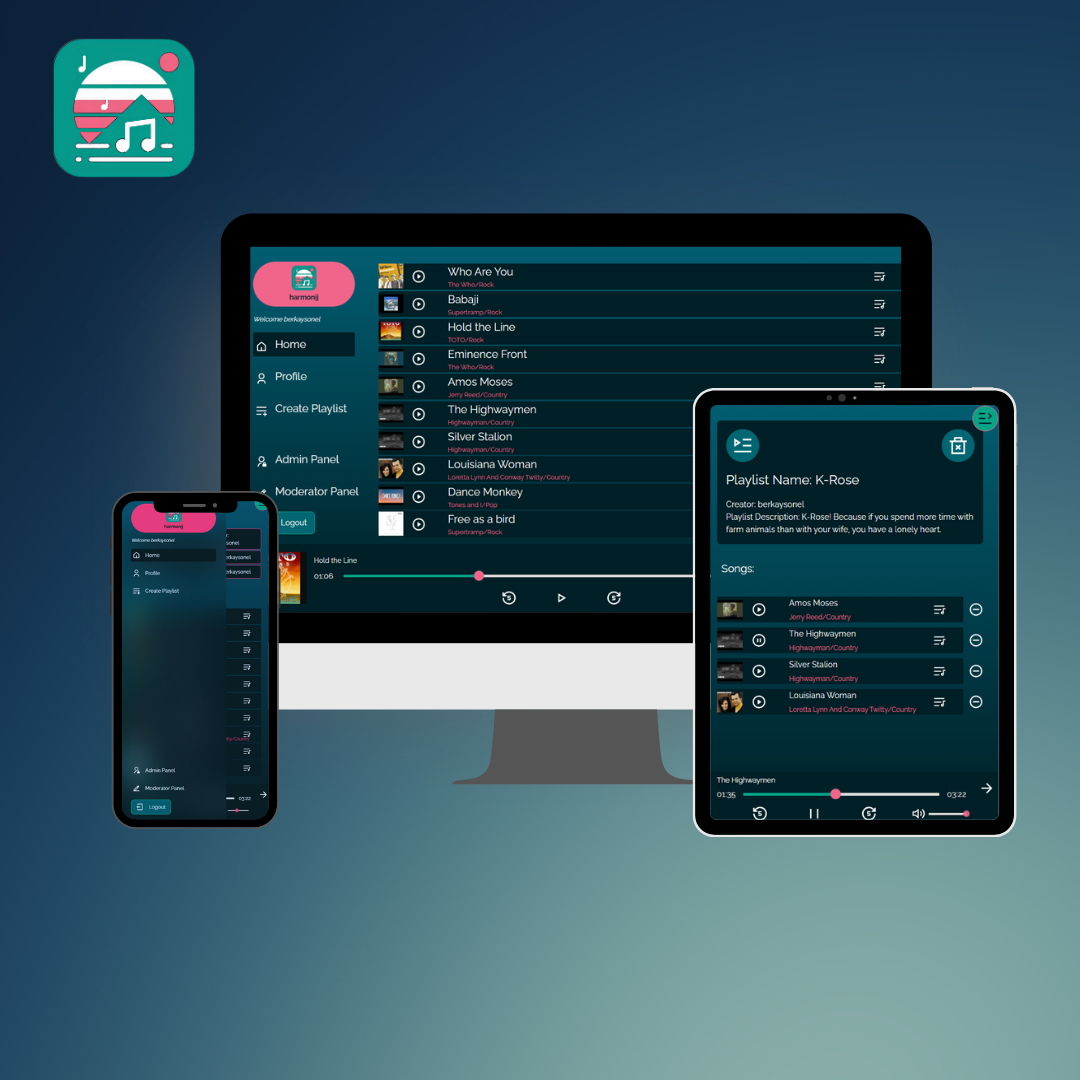 harmonij
Welcome berkaysonel
Home
Profile
Create Playlist
Admin Panel
Moderator Panel
Logout
Who Are You
The Who/Rock
Babaji
Supertramp/Rock
Hold the Line
TOTO/Rock
Eminence Front
The Who/Rock
Amos Moses
Jerry Reed/Country
The Highwaymen
Highwayman/Country
Silver Stalion
Highwayman/Country
Louisiana Woman
Loretta Lynn And Conway Twitty/Country
Dance Monkey
Tones and I/Pop
Free as a bird
Supertramp/Rock
Hold the Line
01:06
5
5
harmonij
Welcome berkaysonel
Home
Profile
Create Playlist
Admin Panel
Moderator Panel
Logout
03:22
Playlist Name: K-Rose
Creator: berkaysonel
Playlist Description: K-Rose! Because if you spend more time with
farm animals than with your wife, you have a lonely heart.
Songs:
Amos Moses
Jerry Reed/Country
The Highwaymen
Highwayman/Country
Silver Stalion
Highwayman/Country
Louisiana Woman
Loretta Lynn And Conway Twitty/Country
The Highwaymen
01:35
03:22
5
5